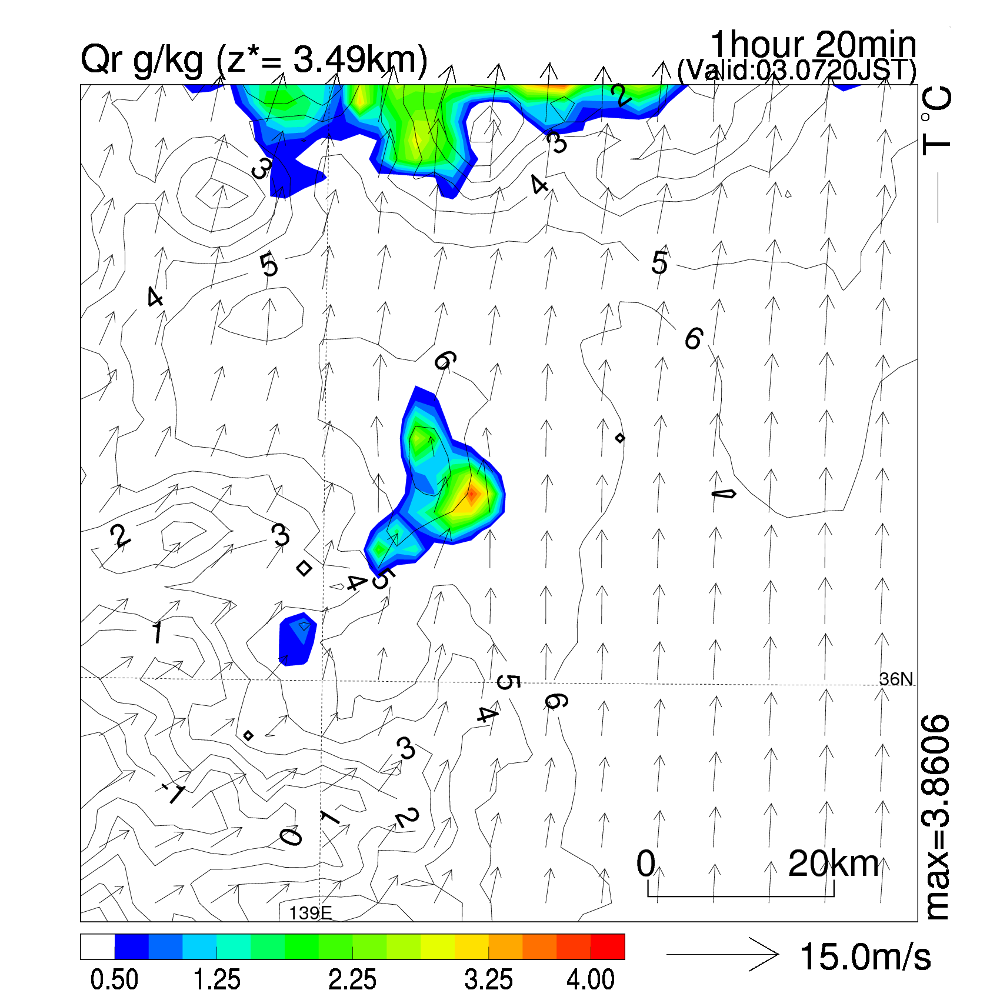 Qr g/kg (z*= 3.49km)
1hour 20min
(Valid:03.0720JST)
T °C
2
3
3
4
5
5
4
6
6
2
3
4
5
1
36N
5
6
4
3
-1
1
2
0
0 20km
139E
max=3.8606
0.50 1.25 2.25 3.25 4.00
15.0m/s